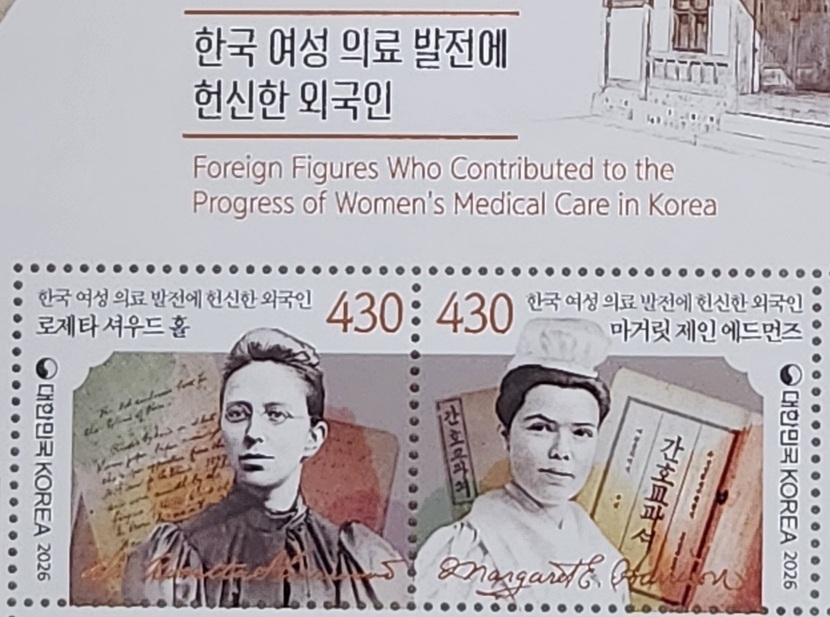 한국 여성 의료 발전에
헌신한 외국인
Foreign Figures Who Contributed to the
Progress of Women's Medical Care in Korea
한국 여성 의료 발전에 헌신한 외국인
로제타 셔우드 홀
430
대한민국 KOREA 2026
430
한국 여성 의료 발전에 헌신한 외국인
마거릿 제인 에드먼즈
간호교과서
간호교과서
Margaret E.
대한민국 KOREA 2026